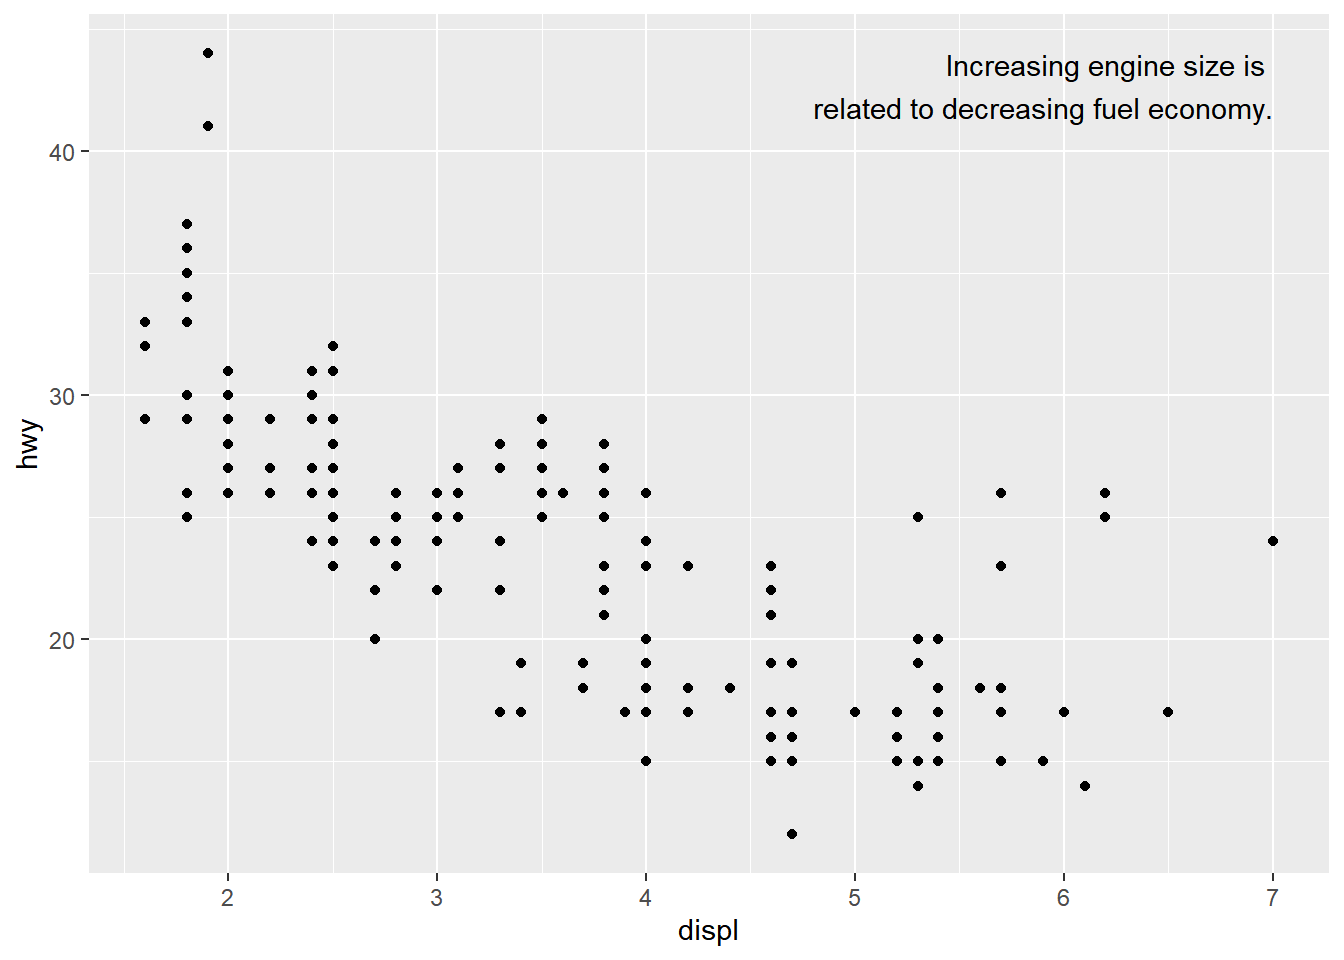 Increasing engine size is
related to decreasing fuel economy.
40
30
20
hwy
2 3 4 5 6 7
displ